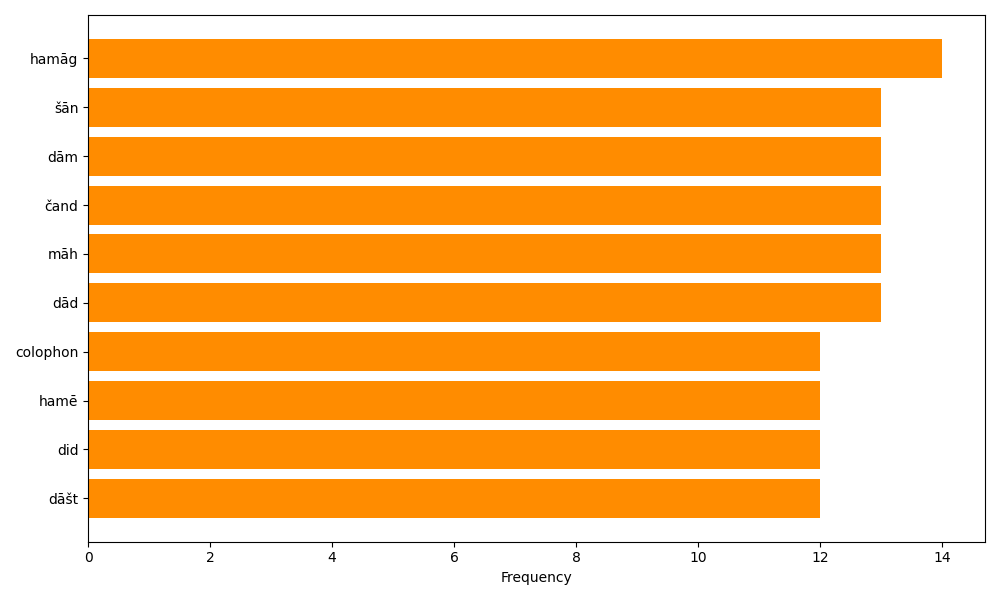 hamāg
šān
dām
čand
māh
dād
colophon
hamē
did
dāšt
0 2 4 6 8 10 12 14
Frequency